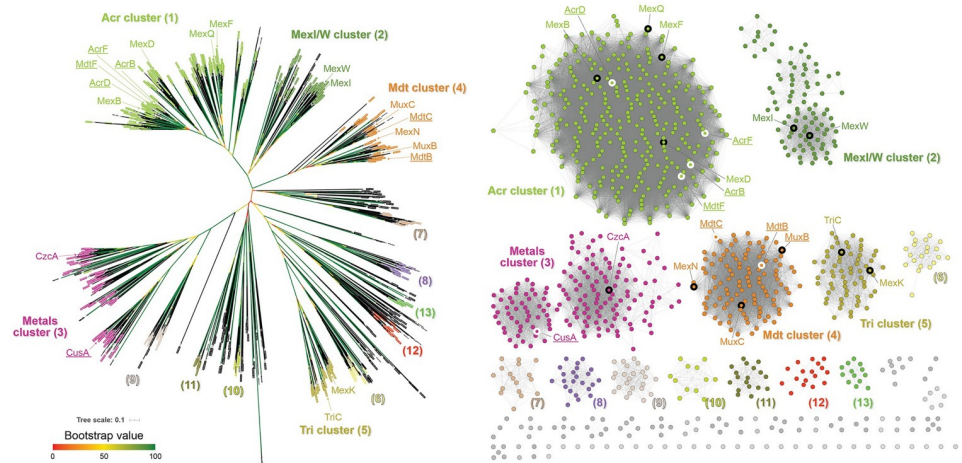 Acr cluster (1)
MexF
MexQ
MexD
AcrF
MdtF
AcrB
AcrD
MexB
MexI/W cluster (2)
MexW
MexI
Mdt cluster (4)
MuxC
MdtC
MexN
MuxB
MdtB
(7)
(8)
(13)
(12)
(6)
MexK
TriC
Tri cluster (5)
(10)
(11)
(9)
CusA
Metals
cluster (3)
CzcA
Tree scale: 0.1
Bootstrap value
0 20 40 60 80 100
MexQ
AcrD
MexB
MexF
AcrF
MexD
AcrB
MdtF
Acr cluster (1)
MexI
MexW
MexI/W cluster (2)
Metals
cluster (3)
CzcA
CusA
MdtC
MdtB
MuxB
MexN
MuxC
Mdt cluster (4)
TriC
MexK
Tri cluster (5)
(6)
(7)
(8)
(9)
(10)
(11)
(12)
(13)